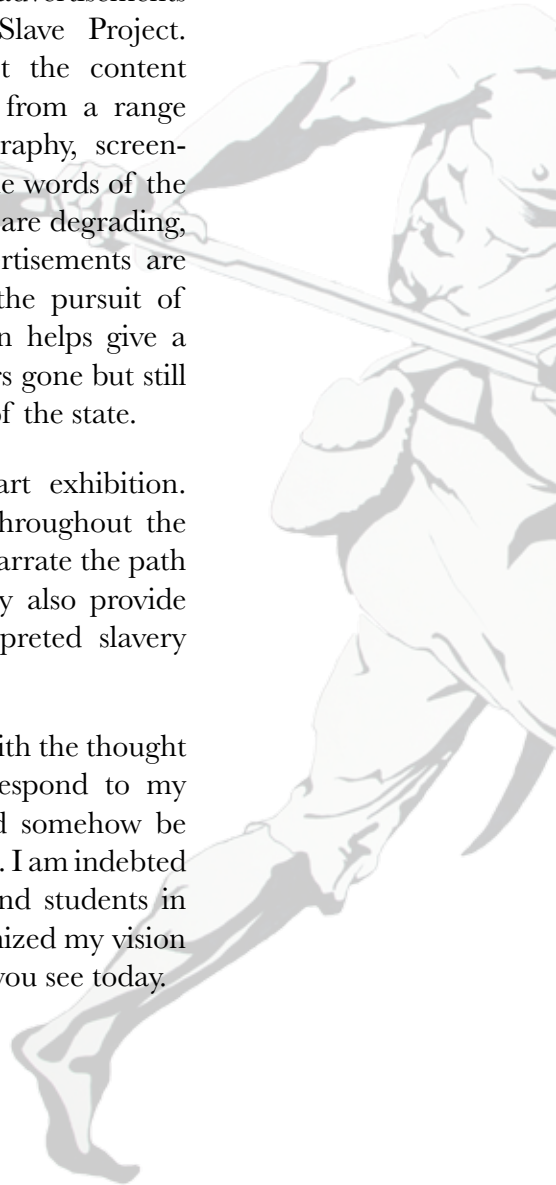 Slave Project.
t the content
from a range
raphy, screen-
e words of the
are degrading,
rtisements are
the pursuit of
n helps give a
rs gone but still
of the state.
art exhibition.
hroughout the
arrate the path
y also provide
preted slavery
ith the thought
espond to my
d somehow be
. I am indebted
nd students in
nized my vision
you see today.